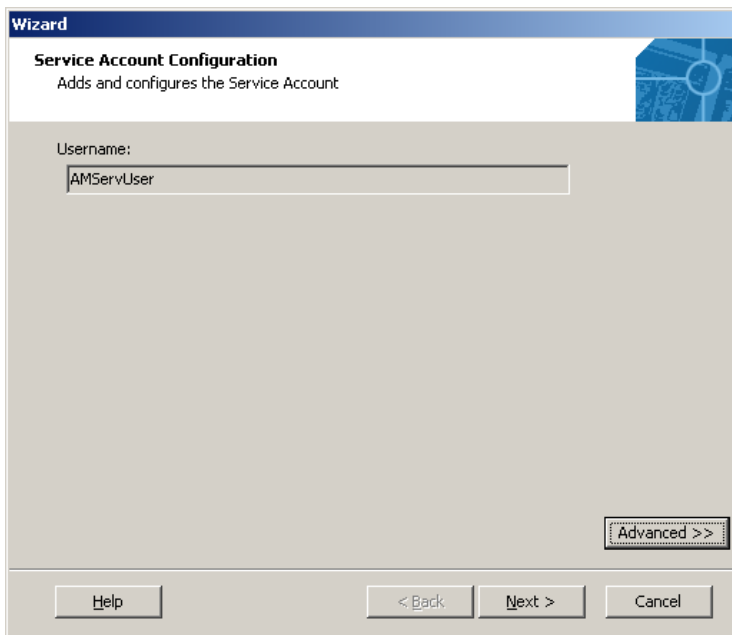 Wizard
Service Account Configuration
Adds and configures the Service Account
Username:
AMServUser
Advanced >>
Help
< Back
Next >
Cancel